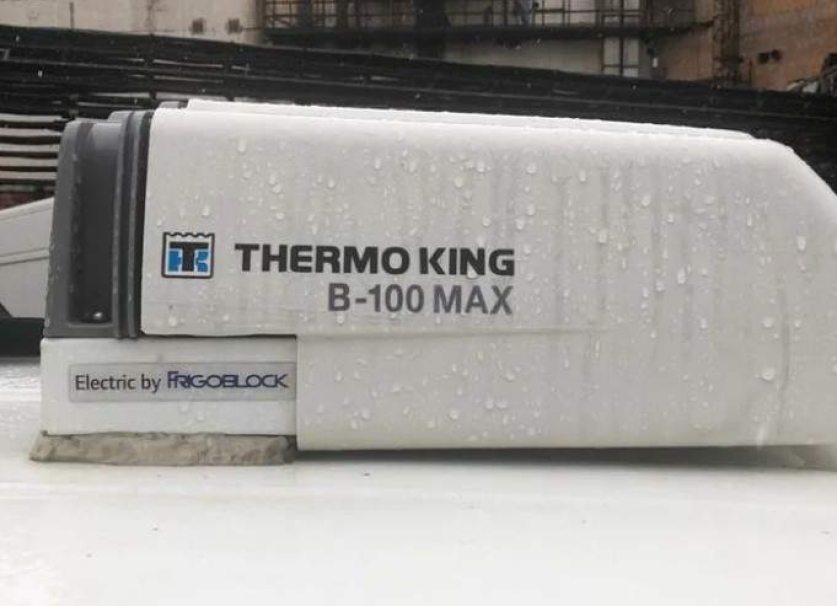 THERMO KING
B-100 MAX
Electric by FRIGOBLOCK